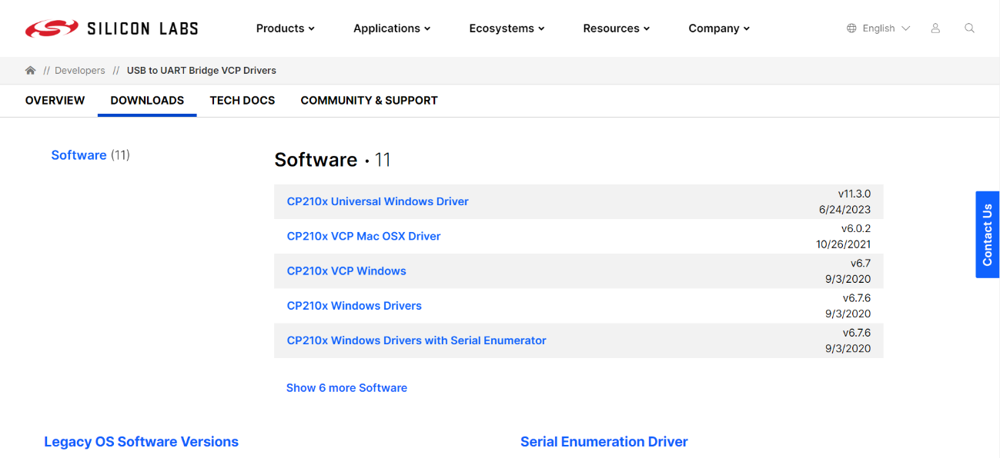 SILICON LABS
Products
Applications
Ecosystems
Resources
Company
English
// Developers // USB to UART Bridge VCP Drivers
OVERVIEW
DOWNLOADS
TECH DOCS
COMMUNITY & SUPPORT
Software (11)
Software • 11
CP210x Universal Windows Driver
v11.3.0
6/24/2023
CP210x VCP Mac OSX Driver
v6.0.2
10/26/2021
CP210x VCP Windows
v6.7
9/3/2020
CP210x Windows Drivers
v6.7.6
9/3/2020
CP210x Windows Drivers with Serial Enumerator
v6.7.6
9/3/2020
Show 6 more Software
Contact Us
Legacy OS Software Versions
Serial Enumeration Driver